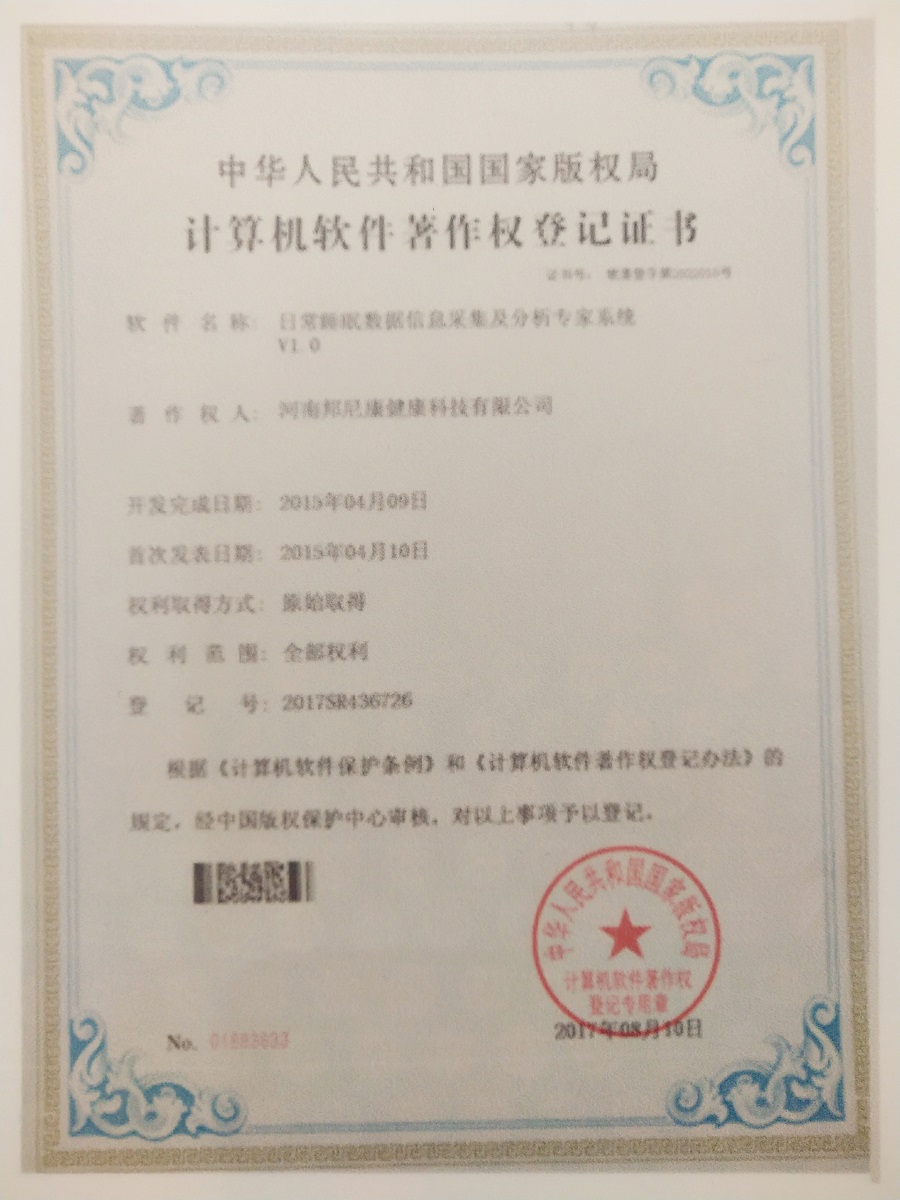 中华人民共和国国家版权局
计算机软件著作权登记证书
证书号： 软著登字第
软件名称： 日常睡眠数据信息采集及分析专家系统
V1.0
著作权人： 河南邦尼康健康科技有限公司
开发完成日期： 2015年04月09日
首次发表日期： 2015年04月10日
权利取得方式： 原始取得
权利范围： 全部权利
登记号： 2017SR436726
根据《计算机软件保护条例》和《计算机软件著作权登记办法》的
规定，经中国版权保护中心审核，对以上事项予以登记。
中华人民共和国国家版权局
计算机软件著作权
登记专用章
2017年08月10日
No.